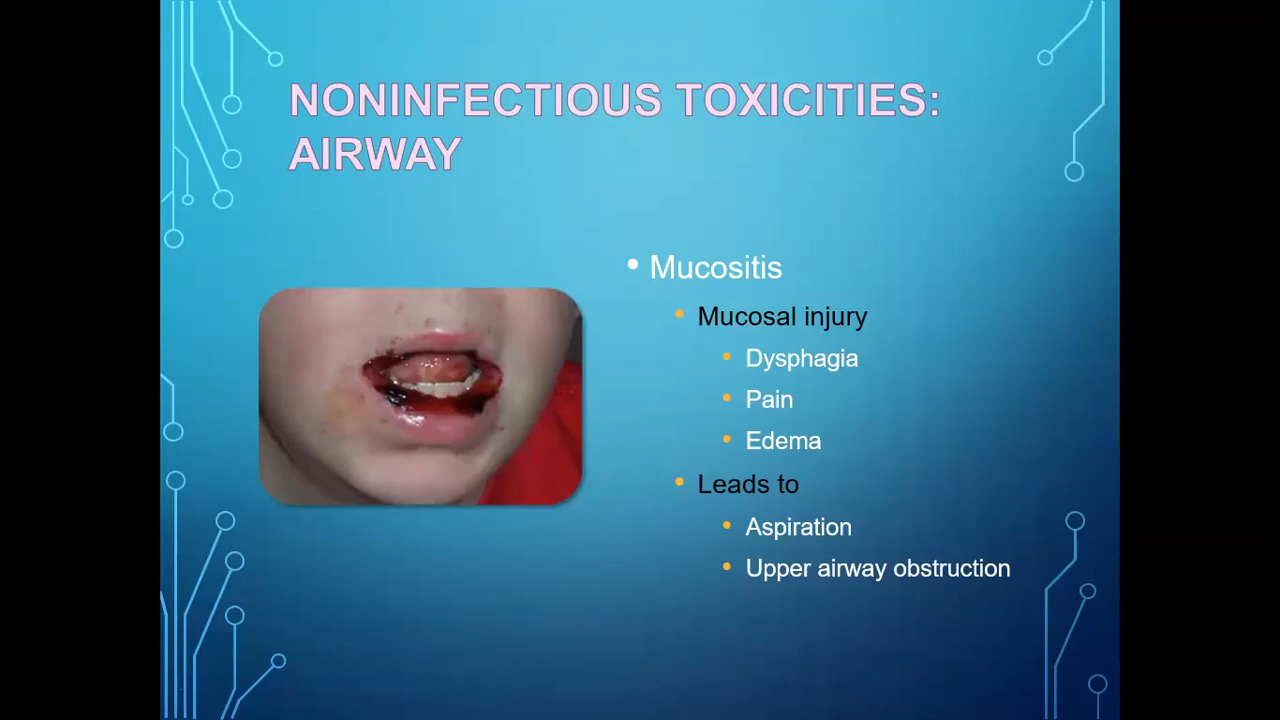 NONINFECTIOUS TOXICITIES:
AIRWAY
• Mucositis
• Mucosal injury
• Dysphagia
• Pain
• Edema
• Leads to
• Aspiration
• Upper airway obstruction